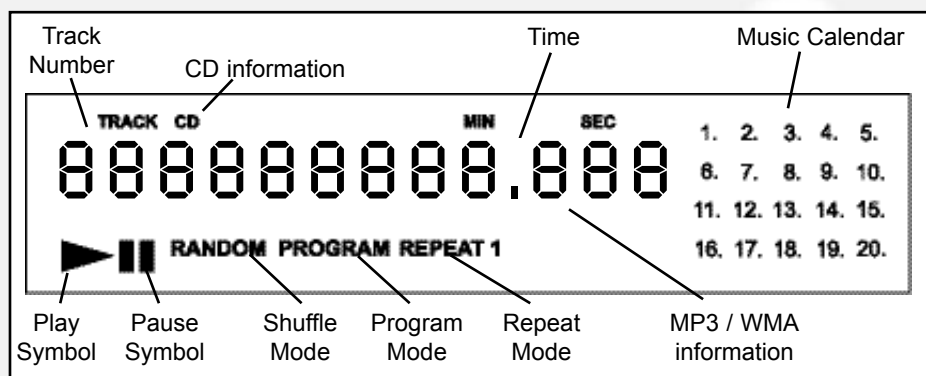 Track
Number
CD information
Time
Music Calendar
TRACK CD MIN SEC
888888888.888
1. 2. 3. 4. 5.
6. 7. 8. 9. 10.
11. 12. 13. 14. 15.
16. 17. 18. 19. 20.
RANDOM PROGRAM REPEAT 1
Play
Symbol
Pause
Symbol
Shuffle
Mode
Program
Mode
Repeat
Mode
MP3 / WMA
information